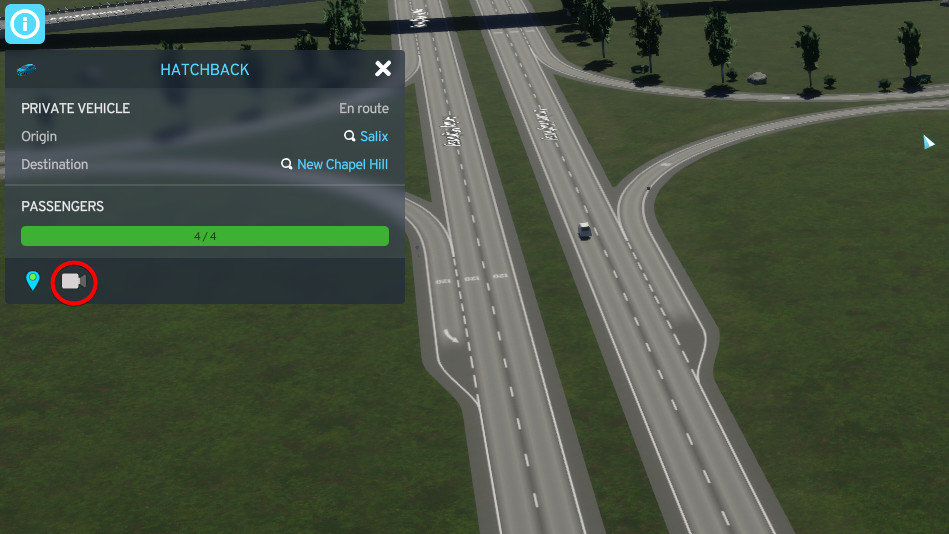 HATCHBACK
PRIVATE VEHICLE En route
Origin Salix
Destination New Chapel Hill
PASSENGERS
4 / 4